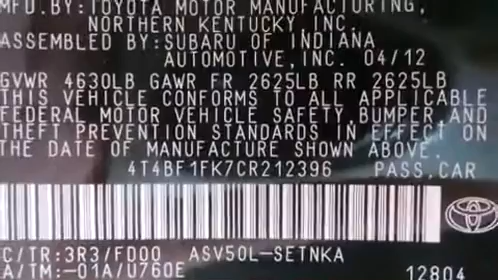 MFD.BY:TOYOTA MOTOR MANUFACTURING,
NORTHERN KENTUCKY, INC.
ASSEMBLED BY:SUBARU OF INDIANA
AUTOMOTIVE,INC. 04/12
GVWR 4630LB GAWR FR 2625LB RR 2625LB
THIS VEHICLE CONFORMS TO ALL APPLICABLE
FEDERAL MOTOR VEHICLE SAFETY,BUMPER,AND
THEFT PREVENTION STANDARDS IN EFFECT ON
THE DATE OF MANUFACTURE SHOWN ABOVE.
4T4BF1FK7CR212396 PASS.CAR
C/TR:3R3/FD00 ASV50L-SETNKA
A/TM:-01A/U760E 12804